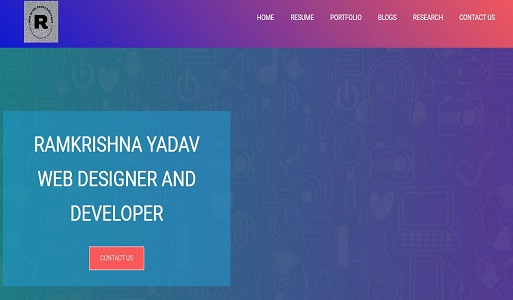 R
HOME RESUME PORTFOLIO BLOGS RESEARCH CONTACT US
RAMKRISHNA YADAV
WEB DESIGNER AND
DEVELOPER
CONTACT US